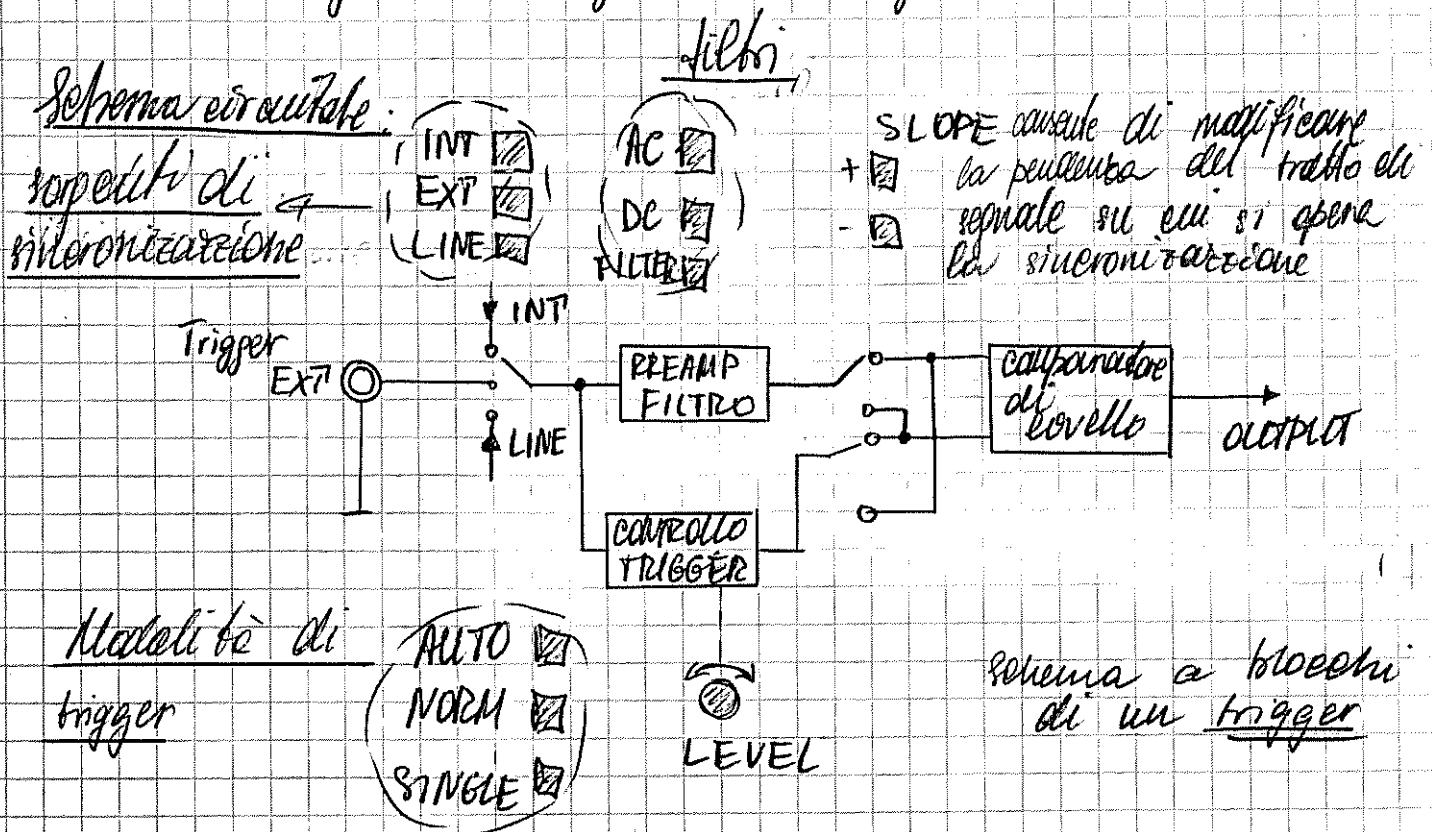 filtri
Schema circuitale:
sorgenti di
sincronizzazione
INT
EXT
LINE
AC
DC
FILTER
SLOPE consente di modificare
+ la pendenza del tratto di
- segnale su cui si opera
la sincronizzazione
INT
Trigger
EXT
LINE
PREAMP
FILTRO
comparatore
di
livello
OUTPUT
CONTROLLO
TRIGGER
Modalità di
trigger
AUTO
NORM
SINGLE
LEVEL
schema a blocchi
di un trigger